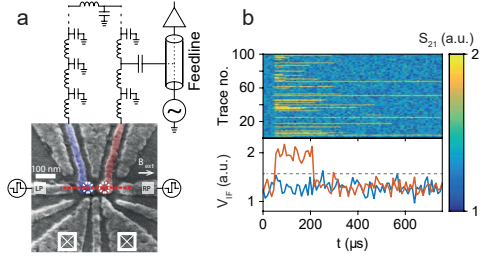 a
Feedline
100 nm
B ext
LP
RP
b
S21 (a.u.)
Trace no.
100
80
60
40
20
2
1
VIF (a.u.)
2
1
0
200
400
600
t (µs)